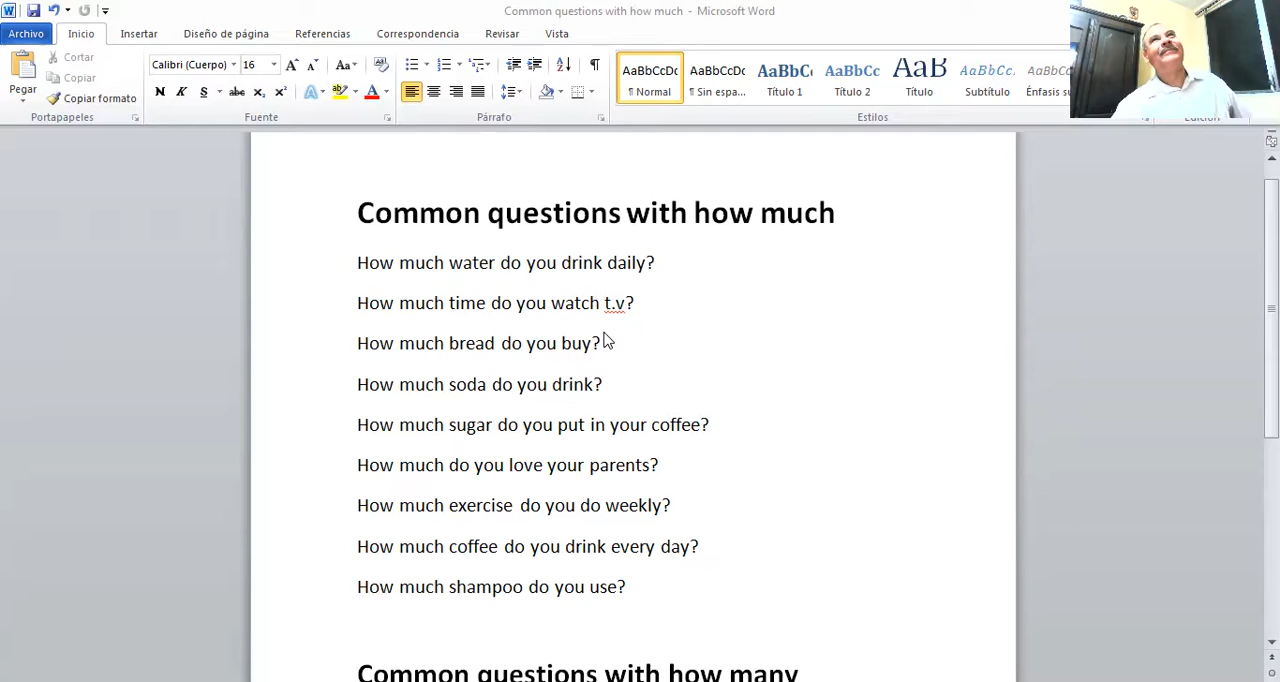 Common questions with how much - Microsoft Word
Archivo Inicio Insertar Diseño de página Referencias Correspondencia Revisar Vista
Pegar
Cortar
Copiar
Copiar formato
Portapapeles
Calibri (Cuerpo) 16
Fuente
Párrafo
AaBbCcDc AaBbCcDc AaBbC AaBbCc AaB AaBbCc. AaBbCc
¶ Normal ¶ Sin espa... Título 1 Título 2 Título Subtítulo
Estilos
Common questions with how much
How much water do you drink daily?
How much time do you watch t.v?
How much bread do you buy?
How much soda do you drink?
How much sugar do you put in your coffee?
How much do you love your parents?
How much exercise do you do weekly?
How much coffee do you drink every day?
How much shampoo do you use?
Common questions with how many